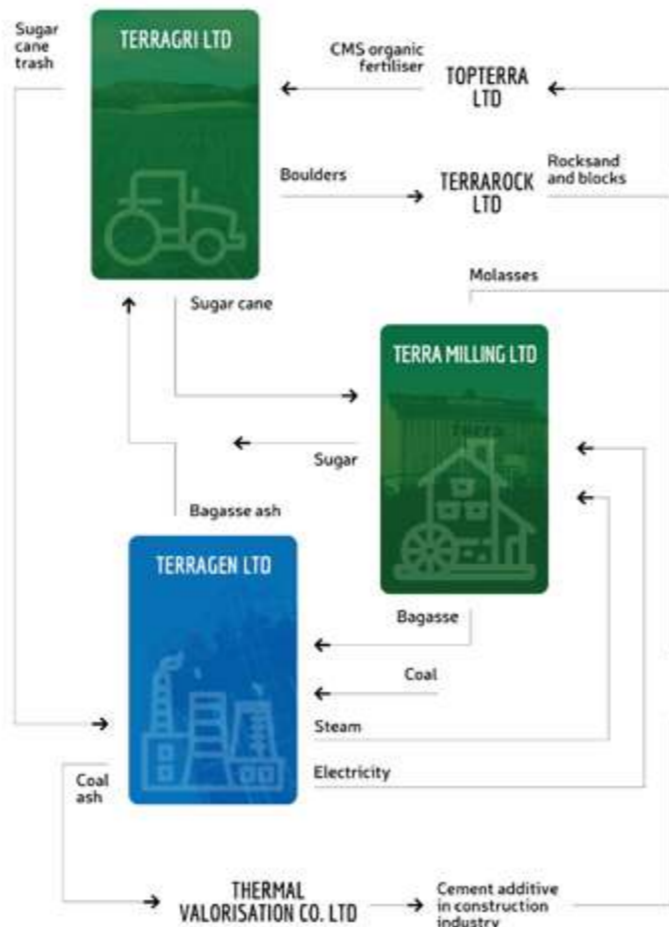 Sugar
cane
trash
TERRAGRI LTD
CMS organic
fertiliser
TOPTERRA
LTD
Boulders
TERRAROCK
LTD
Rocksand
and blocks
Molasses
Sugar cane
TERRA MILLING LTD
terra
Sugar
Bagasse ash
TERRAGEN LTD
Bagasse
Coal
Steam
Electricity
Coal
ash
THERMAL
VALORISATION CO. LTD
Cement additive
in construction
industry